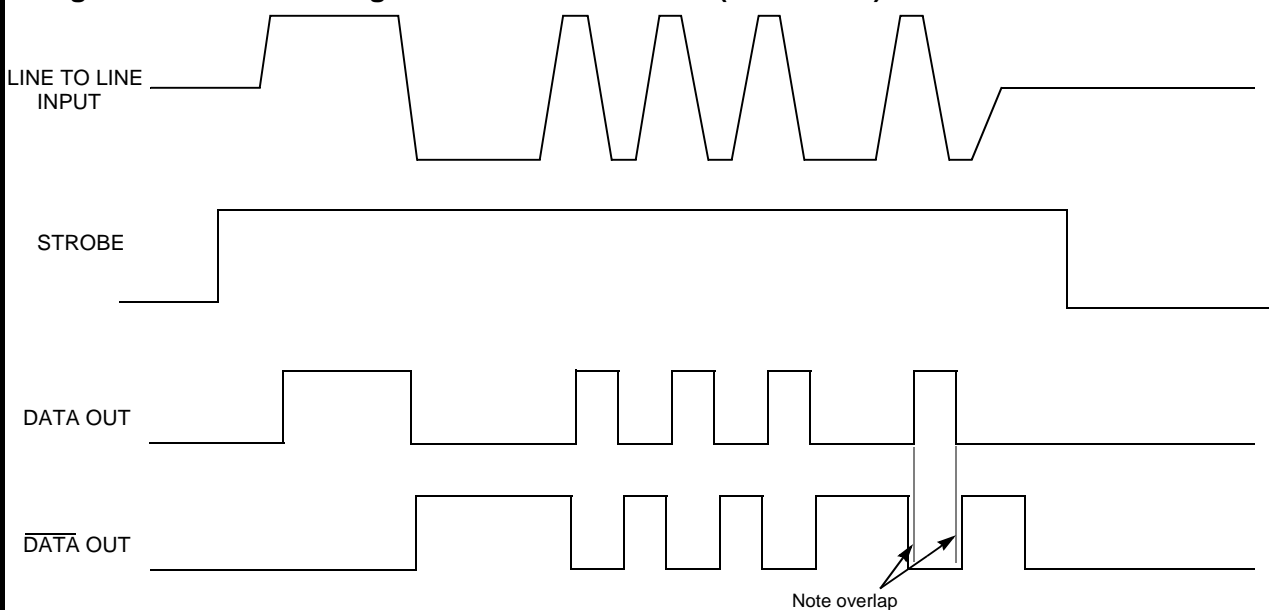 LINE TO LINE
INPUT
STROBE
DATA OUT
DATA OUT
Note overlap